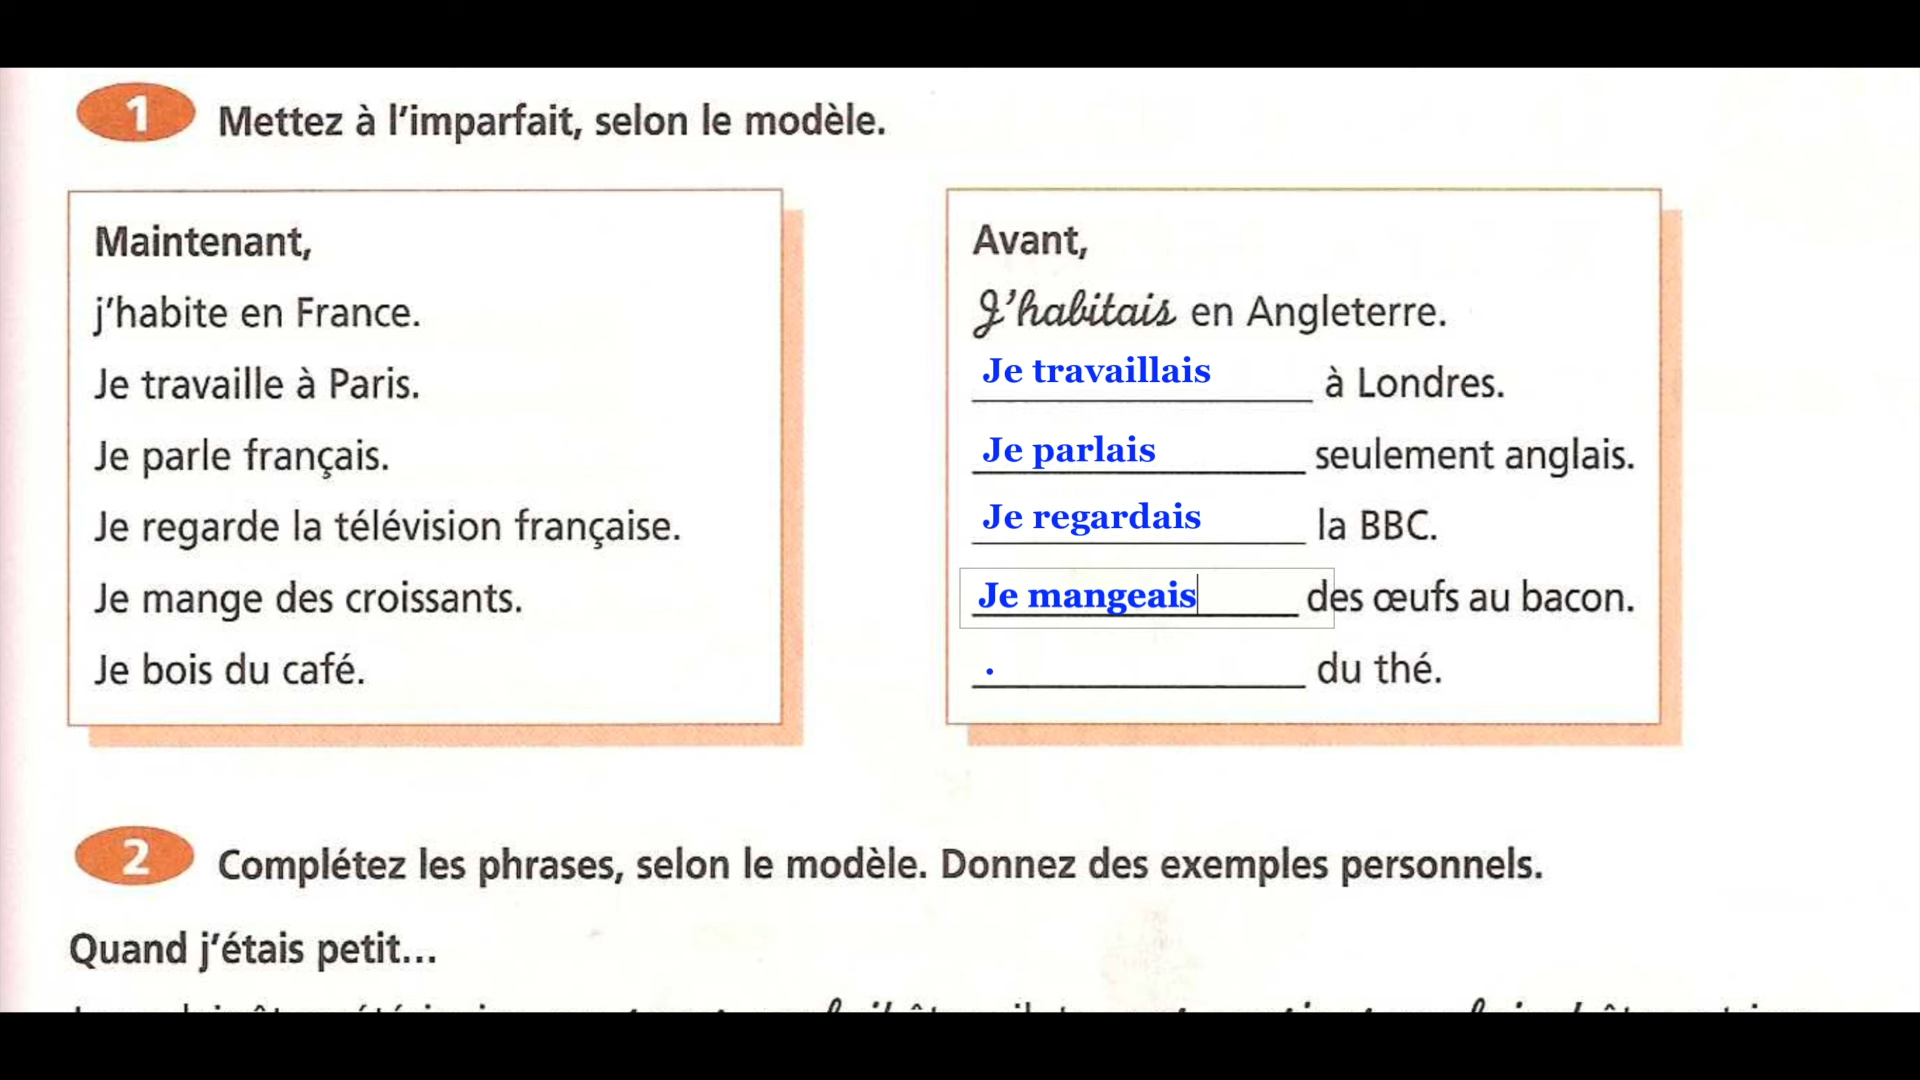 1 Mettez à l'imparfait, selon le modèle.
Maintenant,
j'habite en France.
Je travaille à Paris.
Je parle français.
Je regarde la télévision française.
Je mange des croissants.
Je bois du café.
Avant,
J'habitais en Angleterre.
Je travaillais à Londres.
Je parlais seulement anglais.
Je regardais la BBC.
Je mangeais des œufs au bacon.
. du thé.
2 Complétez les phrases, selon le modèle. Donnez des exemples personnels.
Quand j'étais petit...